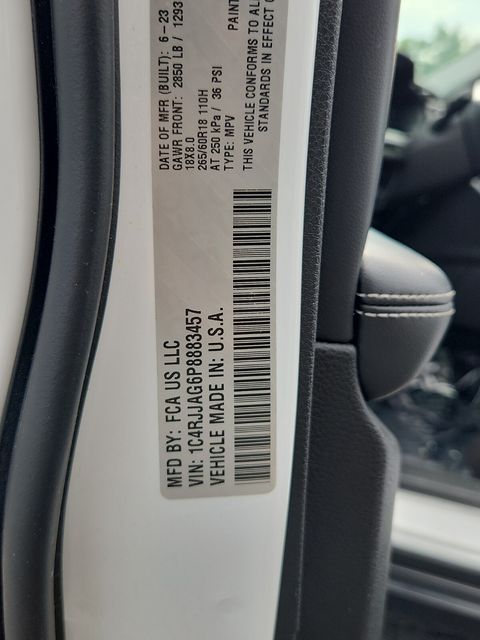 MFD BY: FCA US LLC
VIN: 1C4RJJAG6P8883457
VEHICLE MADE IN: U.S.A.
DATE OF MFR (BUILT): 6-23
GAWR FRONT: 2850 LB / 1293
18X8.0
265/60R18 110H
AT 250 kPa / 36 PSI
TYPE: MPV
PAINT
THIS VEHICLE CONFORMS TO AL
STANDARDS IN EFFECT O